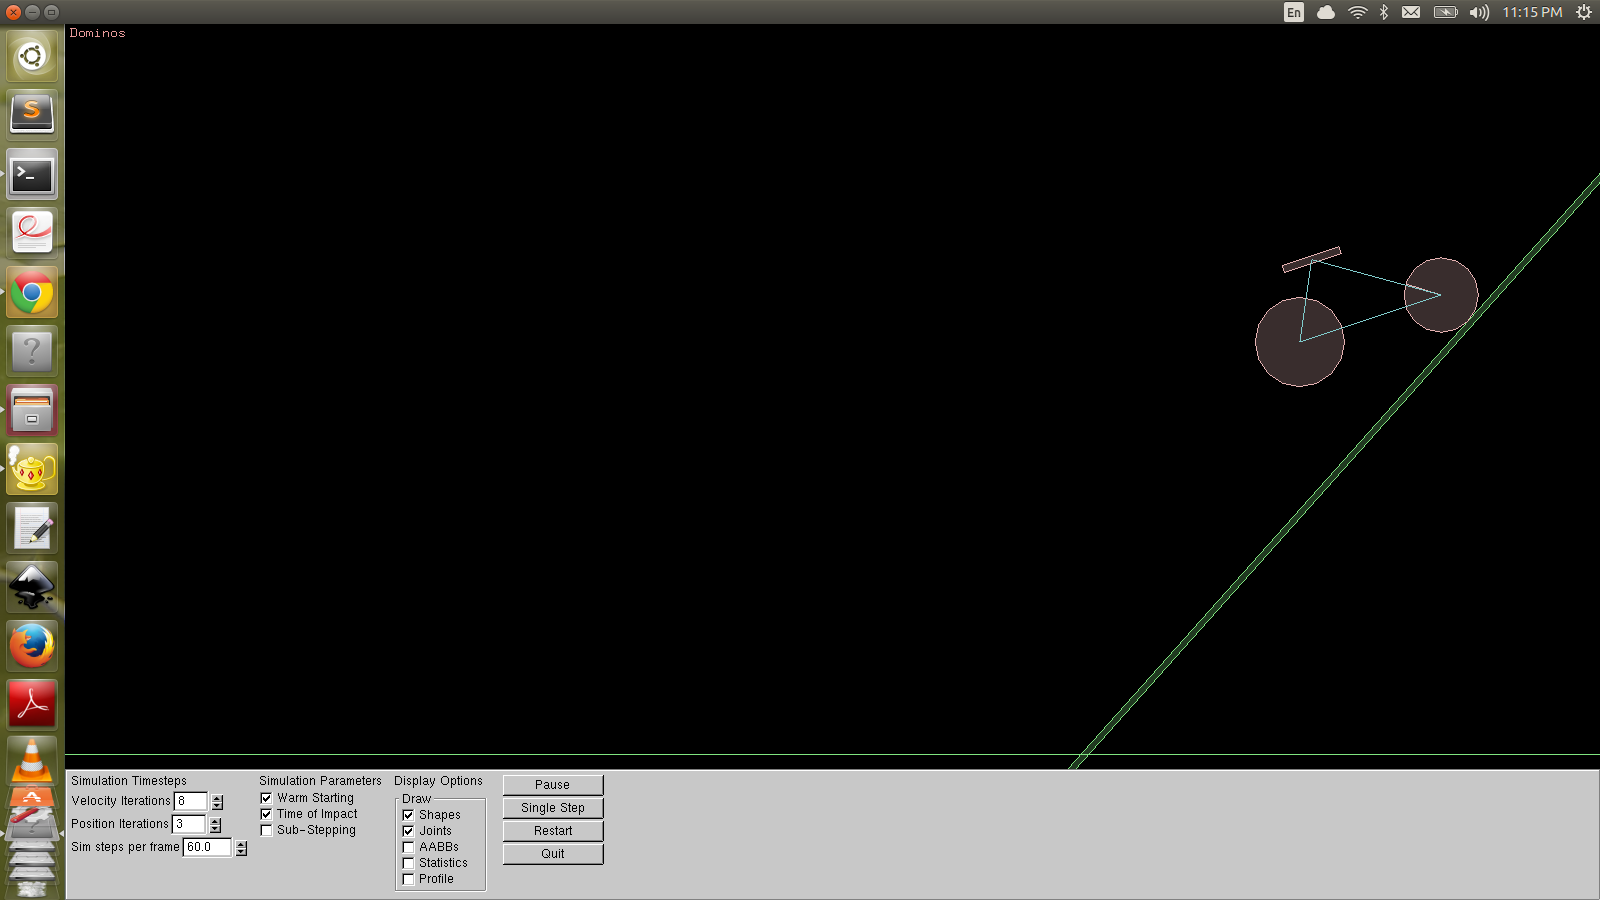 En
11:15 PM
Dominos
S
>_
?
Simulation Timesteps
Velocity Iterations 8
Position Iterations 3
Sim steps per frame 60.0
Simulation Parameters
Warm Starting
Time of Impact
Sub-Stepping
Display Options
Draw
Shapes
Joints
AABBs
Statistics
Profile
Pause
Single Step
Restart
Quit